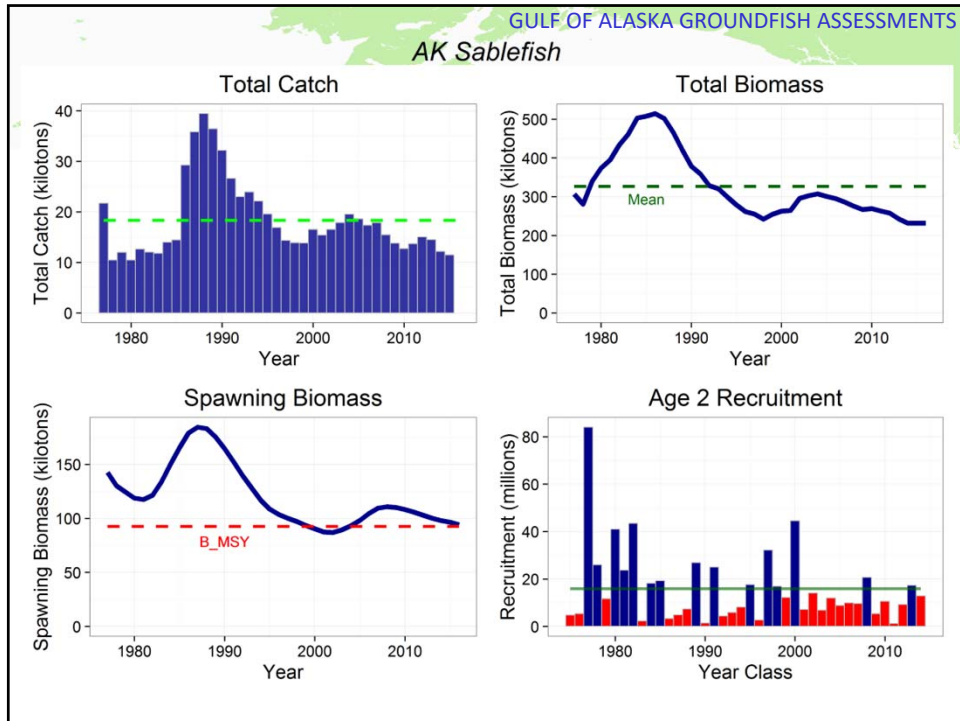 GULF OF ALASKA GROUNDFISH ASSESSMENTS
AK Sablefish
Total Catch
Total Catch (kilotons)
40
30
20
10
0
1980 1990 2000 2010
Year
Total Biomass
Total Biomass (kilotons)
500
400
300
200
100
0
Mean
1980 1990 2000 2010
Year
Spawning Biomass
Spawning Biomass (kilotons)
150
100
50
0
B_MSY
1980 1990 2000 2010
Year
Age 2 Recruitment
Recruitment (millions)
80
60
40
20
0
1980 1990 2000 2010
Year Class